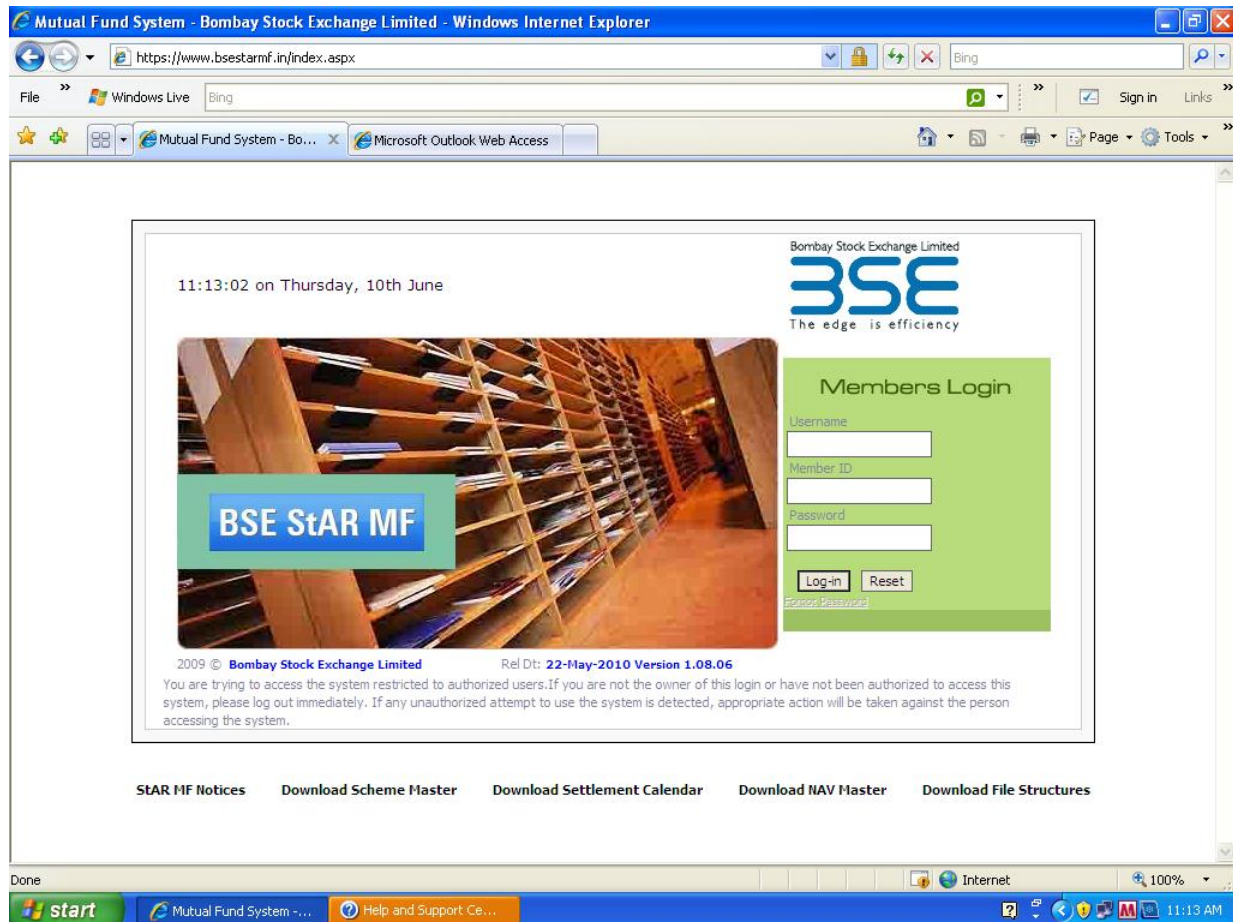 Mutual Fund System - Bombay Stock Exchange Limited - Windows Internet Explorer
https://www.bsestarmf.in/index.aspx
Bing
File
Windows Live
Bing
Sign in
Links
Mutual Fund System - Bo...
Microsoft Outlook Web Access
Page
Tools
Bombay Stock Exchange Limited
BSE
The edge is efficiency
11:13:02 on Thursday, 10th June
BSE StAR MF
Members Login
Username
Member ID
Password
Log-in Reset
Forgot Password
2009 © Bombay Stock Exchange Limited Rel Dt: 22-May-2010 Version 1.08.06
You are trying to access the system restricted to authorized users.If you are not the owner of this login or have not been authorized to access this
system, please log out immediately. If any unauthorized attempt to use the system is detected, appropriate action will be taken against the person
accessing the system.
StAR MF Notices Download Scheme Master Download Settlement Calendar Download NAV Master Download File Structures
Done
Internet
100%
start
Mutual Fund System -...
Help and Support Ce...
11:13 AM